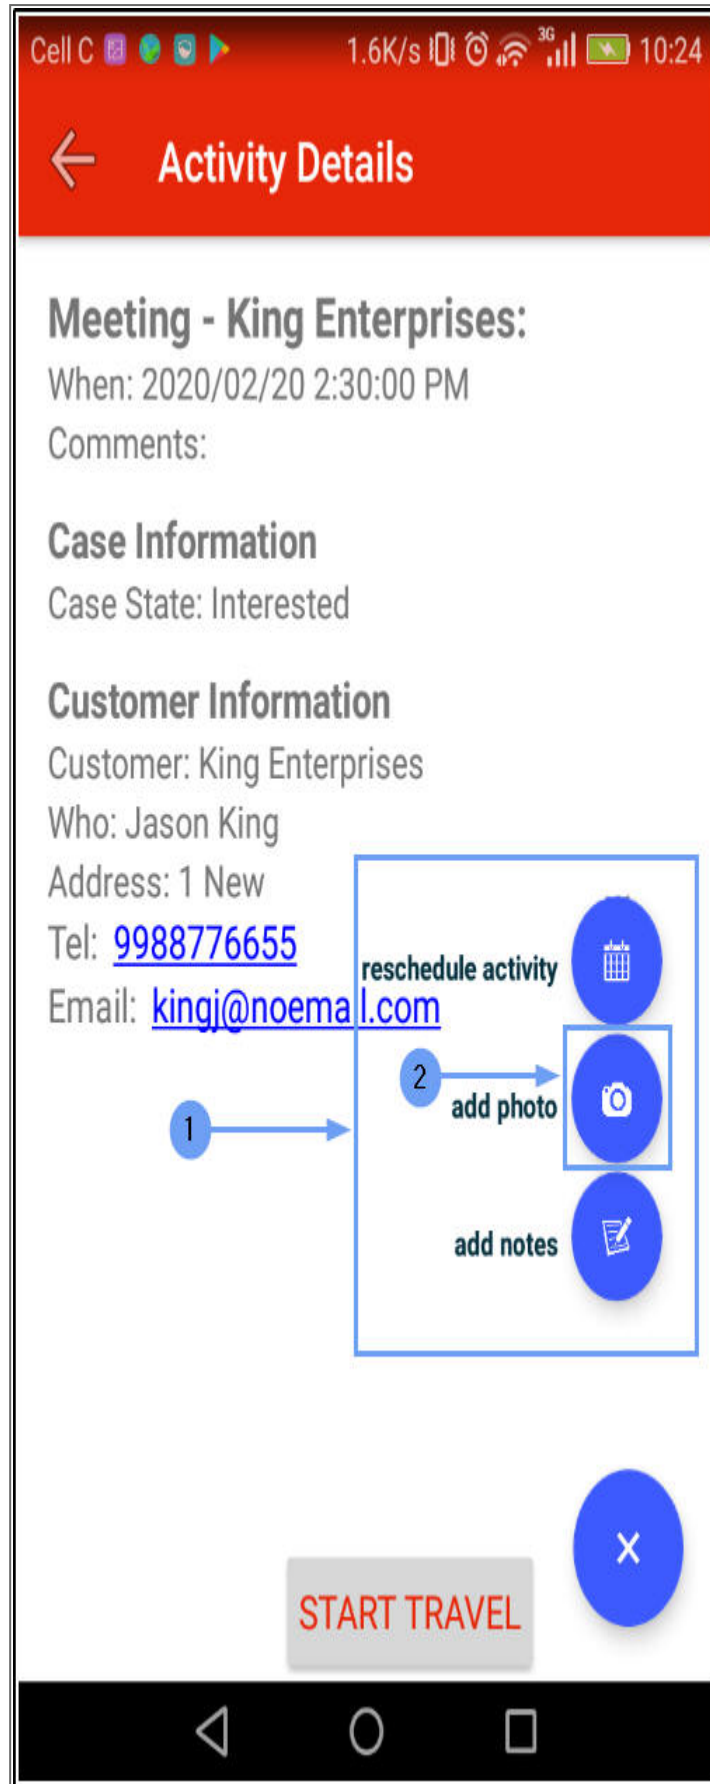 Cell C 1.6K/s 3G 10:24
Activity Details
Meeting - King Enterprises:
When: 2020/02/20 2:30:00 PM
Comments:
Case Information
Case State: Interested
Customer Information
Customer: King Enterprises
Who: Jason King
Address: 1 New
Tel: 9988776655
reschedule activity
Email: kingj@noema l.com
2
add photo
1
add notes
START TRAVEL